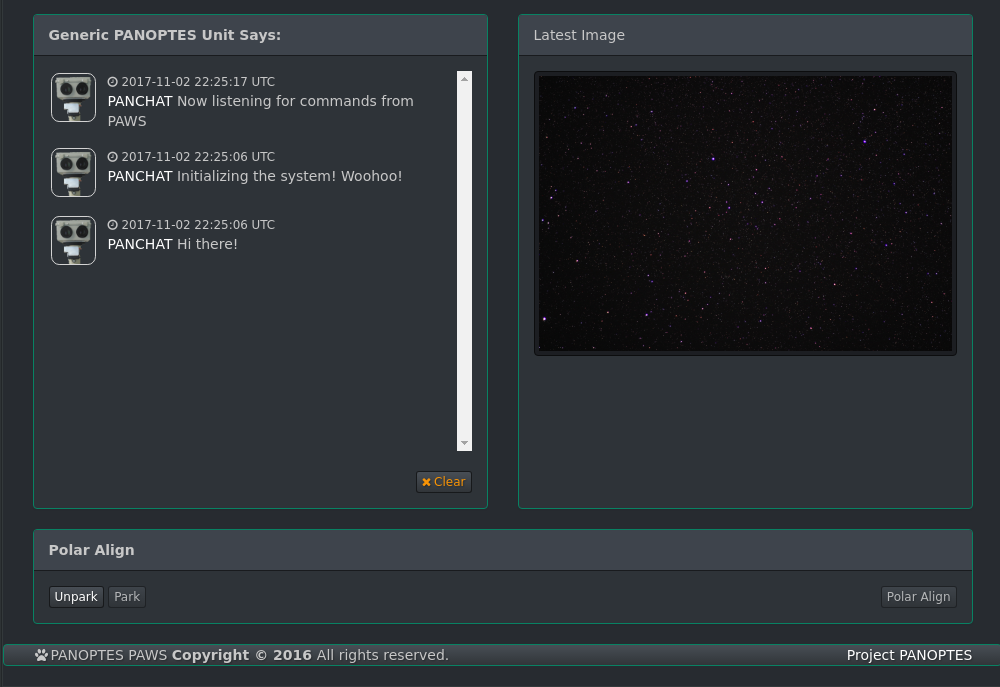 Generic PANOPTES Unit Says:
2017-11-02 22:25:17 UTC
PANCHAT Now listening for commands from
PAWS
2017-11-02 22:25:06 UTC
PANCHAT Initializing the system! Woohoo!
2017-11-02 22:25:06 UTC
PANCHAT Hi there!
Clear
Latest Image
Polar Align
Unpark Park Polar Align
PANOPTES PAWS Copyright © 2016 All rights reserved. Project PANOPTES